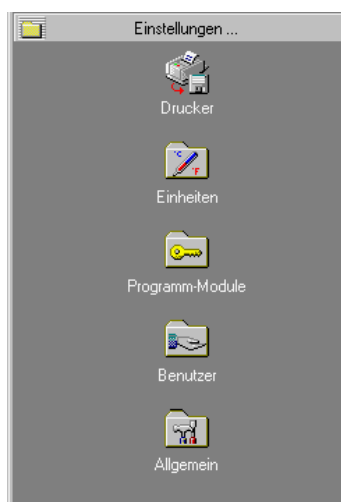 Einstellungen ...
Drucker
°C
°F
Einheiten
Programm-Module
Benutzer
Allgemein